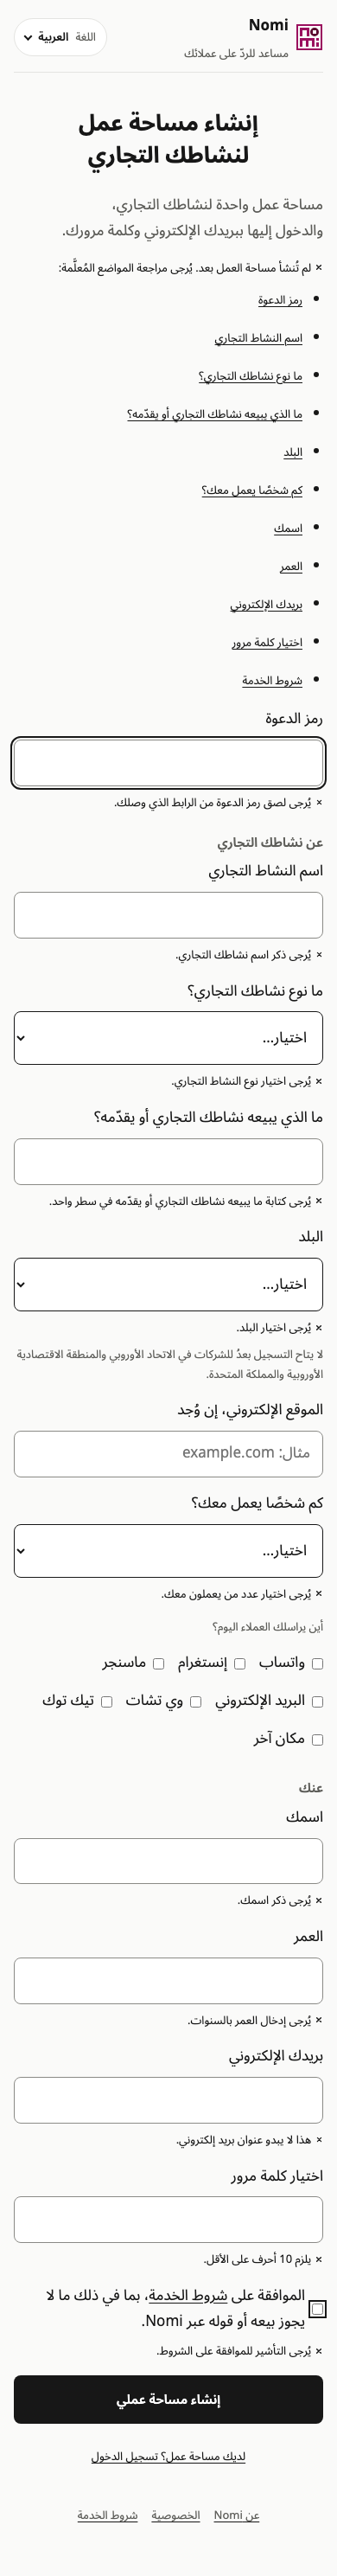 Nomi
مساعد للردّ على عملائك
اللغة العربية
إنشاء مساحة عمل
لنشاطك التجاري
مساحة عمل واحدة لنشاطك التجاري،
والدخول إليها ببريدك الإلكتروني وكلمة مرورك.
× لم تُنشأ مساحة العمل بعد. يُرجى مراجعة المواضع المُعلَّمة:
• رمز الدعوة
• اسم النشاط التجاري
• ما نوع نشاطك التجاري؟
• ما الذي يبيعه نشاطك التجاري أو يقدّمه؟
• البلد
• كم شخصًا يعمل معك؟
• اسمك
• العمر
• بريدك الإلكتروني
• اختيار كلمة مرور
• شروط الخدمة
رمز الدعوة
× يُرجى لصق رمز الدعوة من الرابط الذي وصلك.
عن نشاطك التجاري
اسم النشاط التجاري
× يُرجى ذكر اسم نشاطك التجاري.
ما نوع نشاطك التجاري؟
اختيار...
× يُرجى اختيار نوع النشاط التجاري.
ما الذي يبيعه نشاطك التجاري أو يقدّمه؟
× يُرجى كتابة ما يبيعه نشاطك التجاري أو يقدّمه في سطر واحد.
البلد
اختيار...
× يُرجى اختيار البلد.
لا يتاح التسجيل بعدُ للشركات في الاتحاد الأوروبي والمنطقة الاقتصادية
الأوروبية والمملكة المتحدة.
الموقع الإلكتروني، إن وُجد
مثال: example.com
كم شخصًا يعمل معك؟
اختيار...
× يُرجى اختيار عدد من يعملون معك.
أين يراسلك العملاء اليوم؟
واتساب إنستغرام ماسنجر
البريد الإلكتروني وي تشات تيك توك
مكان آخر
عنك
اسمك
× يُرجى ذكر اسمك.
العمر
× يُرجى إدخال العمر بالسنوات.
بريدك الإلكتروني
× هذا لا يبدو عنوان بريد إلكتروني.
اختيار كلمة مرور
× يلزم 10 أحرف على الأقل.
الموافقة على شروط الخدمة، بما في ذلك ما لا
يجوز بيعه أو قوله عبر Nomi.
× يُرجى التأشير للموافقة على الشروط.
إنشاء مساحة عملي
لديك مساحة عمل؟ تسجيل الدخول
عن Nomi الخصوصية شروط الخدمة